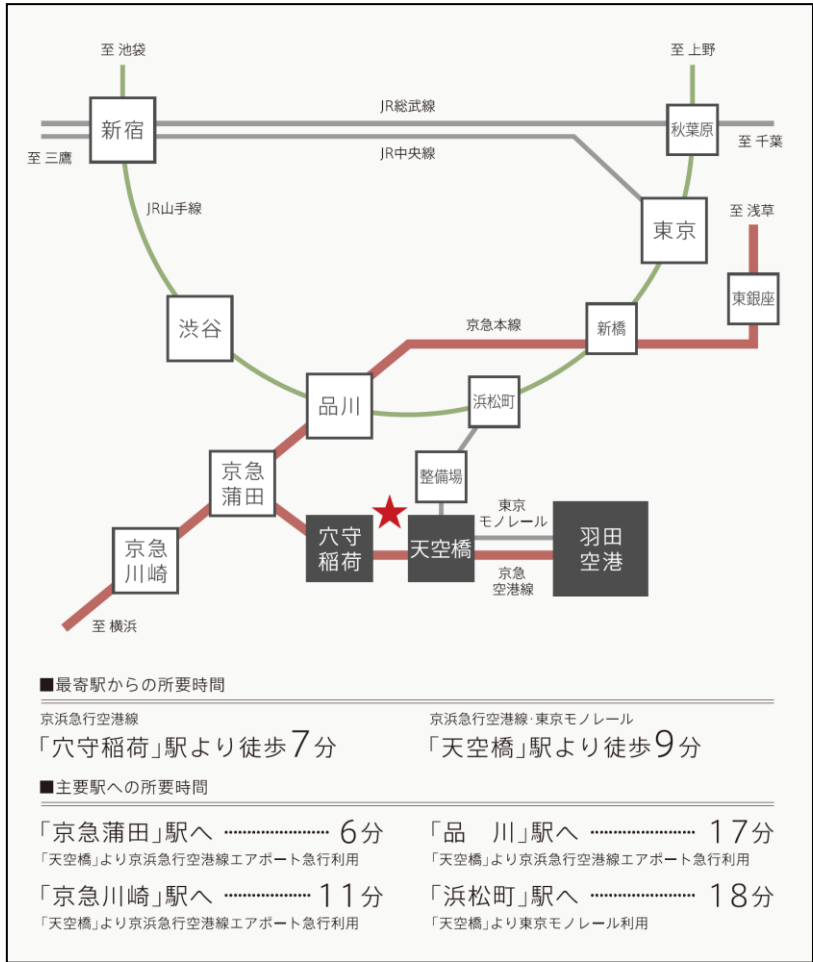 至 池袋
至 上野
JR総武線
新宿
秋葉原
至 三鷹
JR中央線
至 千葉
JR山手線
東京
至 浅草
渋谷
京急本線
新橋
東銀座
品川
浜松町
京急
蒲田
整備場
京急
川崎
穴守
稲荷
天空橋
東京
モノレール
羽田
空港
京急
空港線
至 横浜
■最寄駅からの所要時間
京浜急行空港線
「穴守稲荷」駅より徒歩7分
京浜急行空港線･東京モノレール
「天空橋」駅より徒歩9分
■主要駅への所要時間
「京急蒲田」駅へ ······················ 6分
「天空橋」より京浜急行空港線エアポート急行利用
「品　川」駅へ ······················ 17分
「天空橋」より京浜急行空港線エアポート急行利用
「京急川崎」駅へ ·················· 11分
「天空橋」より京浜急行空港線エアポート急行利用
「浜松町」駅へ ······················ 18分
「天空橋」より東京モノレール利用